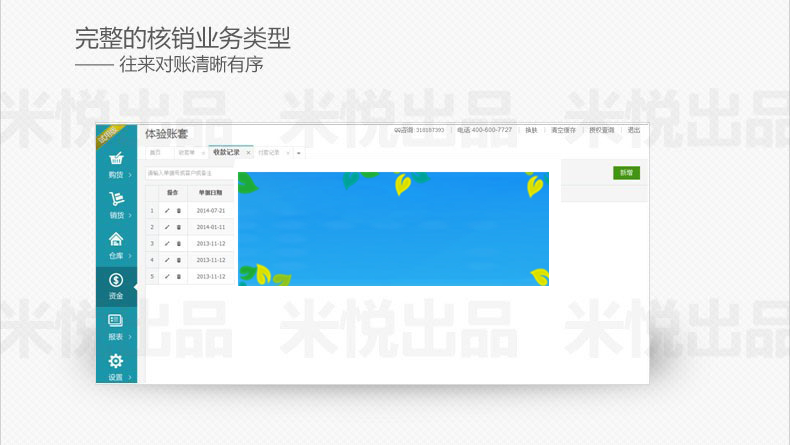 完整的核销业务类型
—— 往来对账清晰有序
米悦出品 米悦出品 米悦出品
体验账套
QQ咨询: 318187393 | 电话: 400-600-7727 | 换肤 | 清空缓存 | 授权查询 | 退出
首页 收款单 × 收款记录 × 付款记录 ×
请输入单据号或客户或备注
新增
操作 单据日期
1 2014-07-21
2 2014-01-11
3 2013-11-12
4 2013-11-12
5 2013-11-12
购货
销货
仓库
资金
报表
设置
米悦出品 米悦出品 米悦出品